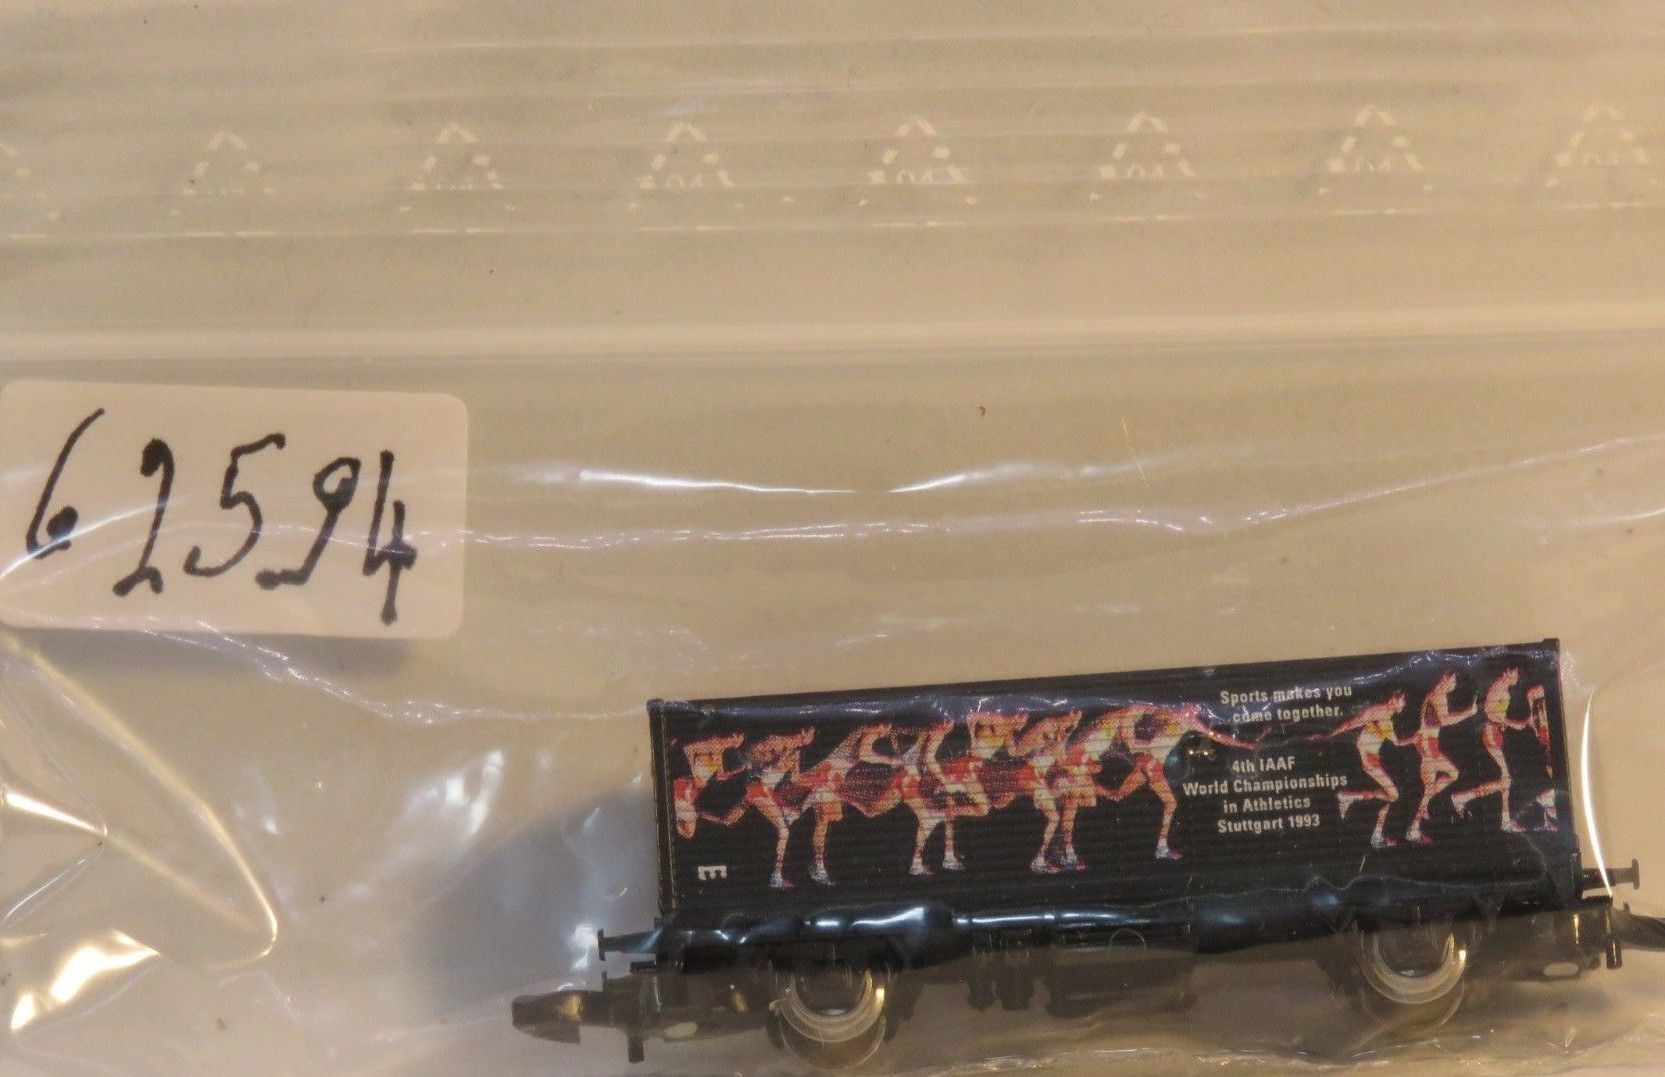 62594
Sports makes you
come together.
4th IAAF
World Championships
in Athletics
Stuttgart 1993
E